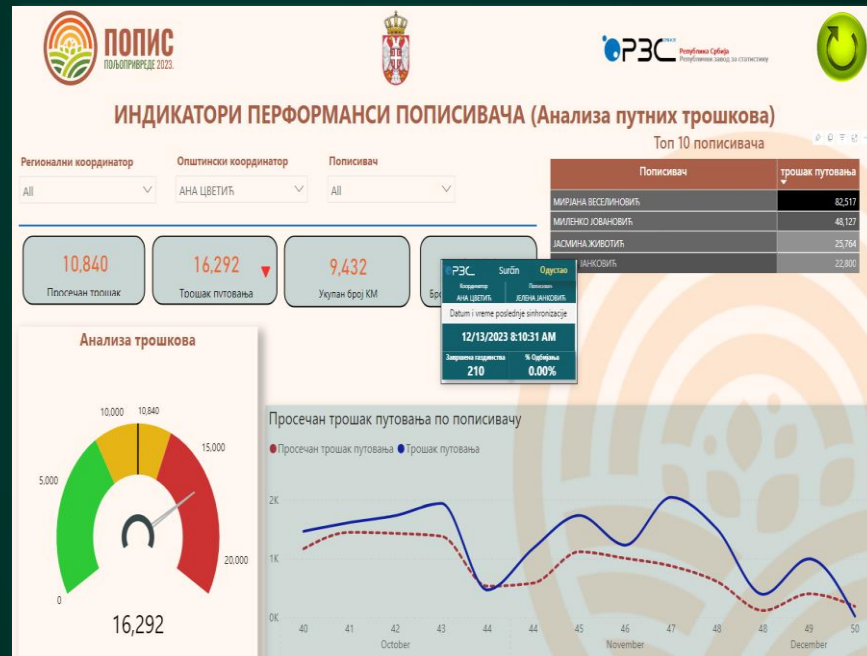 ПОПИС
ПОЉОПРИВРЕДЕ 2023.
РЗС
Република Србија
Републички завод за статистику
ИНДИКАТОРИ ПЕРФОРМАНСИ ПОПИСИВАЧА (Анализа путних трошкова)
Топ 10 пописивача
Регионални координатор
Општински координатор
Пописивач
All
АНА ЦВЕТИЋ
All
Пописивач трошак путовања
МИРЈАНА ВЕСЕЛИНОВИЋ 82,517
МИЛЕНКО ЈОВАНОВИЋ 48,127
ЈАСМИНА ЖИВОТИЋ 25,764
ЈАНКОВИЋ 22,800
10,840
Просечан трошак
16,292
Трошак путовања
9,432
Укупан број КМ
РЗС Surčin Одустао
Координатор Пописивач
АНА ЦВЕТИЋ ЈЕЛЕНА ЈАНКОВИЋ
Datum i vreme poslednje sinhronizacije
12/13/2023 8:10:31 AM
Завршена газдинства % Одбијања
210 0.00%
Анализа трошкова
0
5.000
10.000
10,840
15,000
20.000
16,292
Просечан трошак путовања по пописивачу
Просечан трошак путовања Трошак путовања
2K
1K
0K
40 41 42 43 44 44 45 46 47 48 48 49 50
October November December